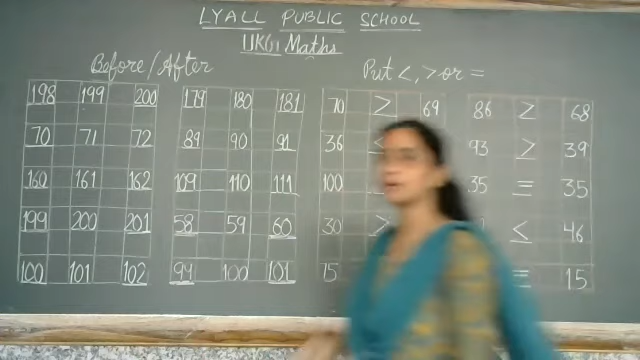 LYALL PUBLIC SCHOOL
UKG Maths
Before/After
Put <, > or =
198 199 200 179 180 181 70 > 69 86 > 68
70 71 72 89 90 91 36 93 > 39
160 161 162 109 110 111 100 35 = 35
199 200 201 58 59 60 30 > < 46
100 101 102 99 100 101 15 = 15